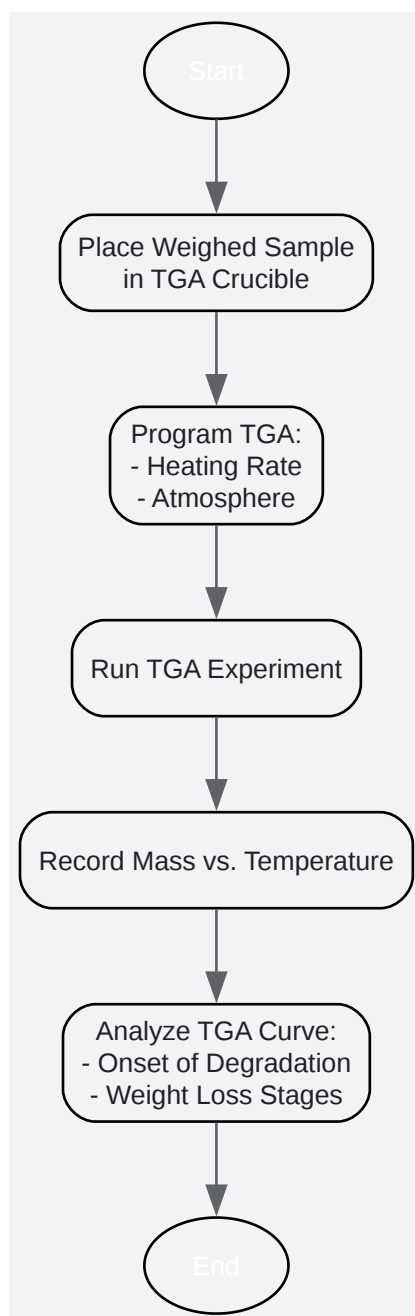 Start
Place Weighed Sample
in TGA Crucible
Program TGA:
- Heating Rate
- Atmosphere
Run TGA Experiment
Record Mass vs. Temperature
Analyze TGA Curve:
- Onset of Degradation
- Weight Loss Stages
End